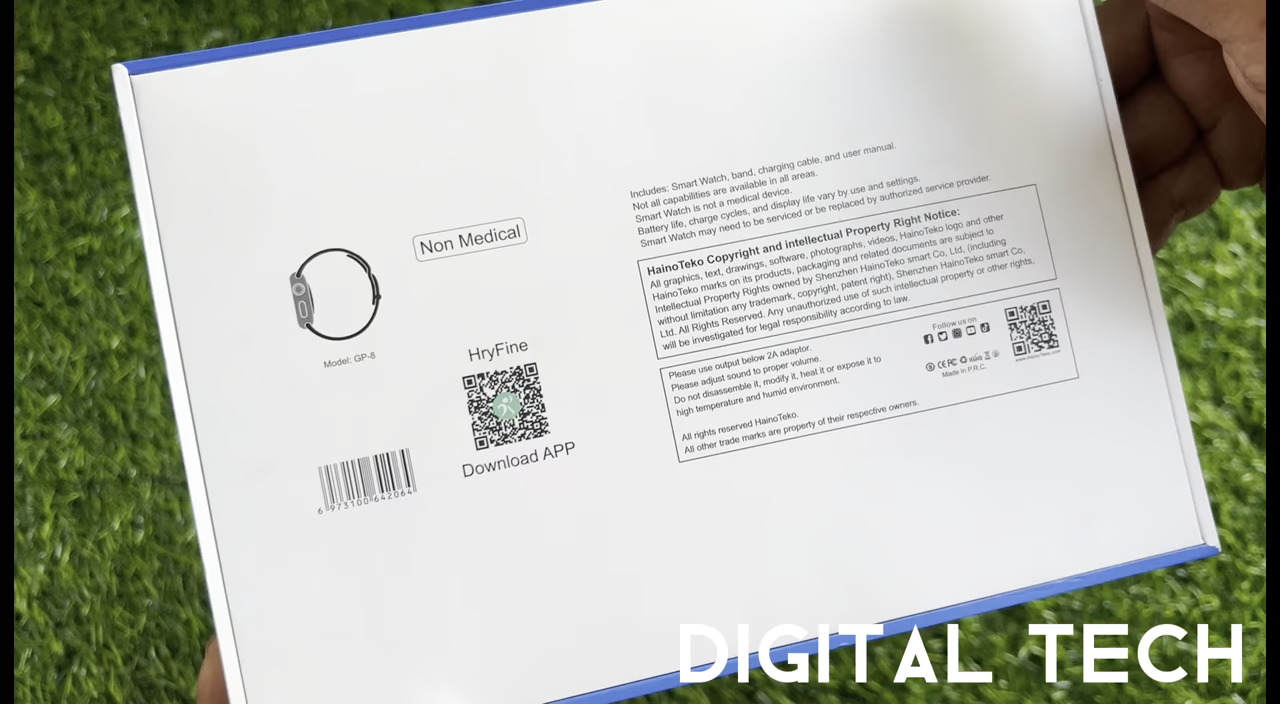 Includes: Smart Watch, band, charging cable, and user manual.
Not all capabilities are available in all areas.
Smart Watch is not a medical device.
Battery life, charge cycles, and display life vary by use and settings.
Smart Watch may need to be serviced or be replaced by authorized service provider.
HainoTeko Copyright and intellectual Property Right Notice:
All graphics, text, drawings, software, photographs, videos, HainoTeko logo and other
HainoTeko marks on its products, packaging and related documents are subject to
Intellectual Property Rights owned by Shenzhen HainoTeko smart Co, Ltd, (including
without limitation any trademark, copyright, patent right), Shenzhen HainoTeko smart Co,
Ltd. All Rights Reserved. Any unauthorized use of such intellectual property or other rights,
will be investigated for legal responsibility according to law.
Please use output below 2A adaptor.
Please adjust sound to proper volume.
Do not disassemble it, modify it, heat it or expose it to
high temperature and humid environment.
All rights reserved HainoTeko.
All other trade marks are property of their respective owners.
Follow us on
CE FC RoHS
Made in P.R.C.
www.HainoTeko.com
Non Medical
Model: GP-8
HryFine
Download APP
6 973100 642064
DIGITAL TECH